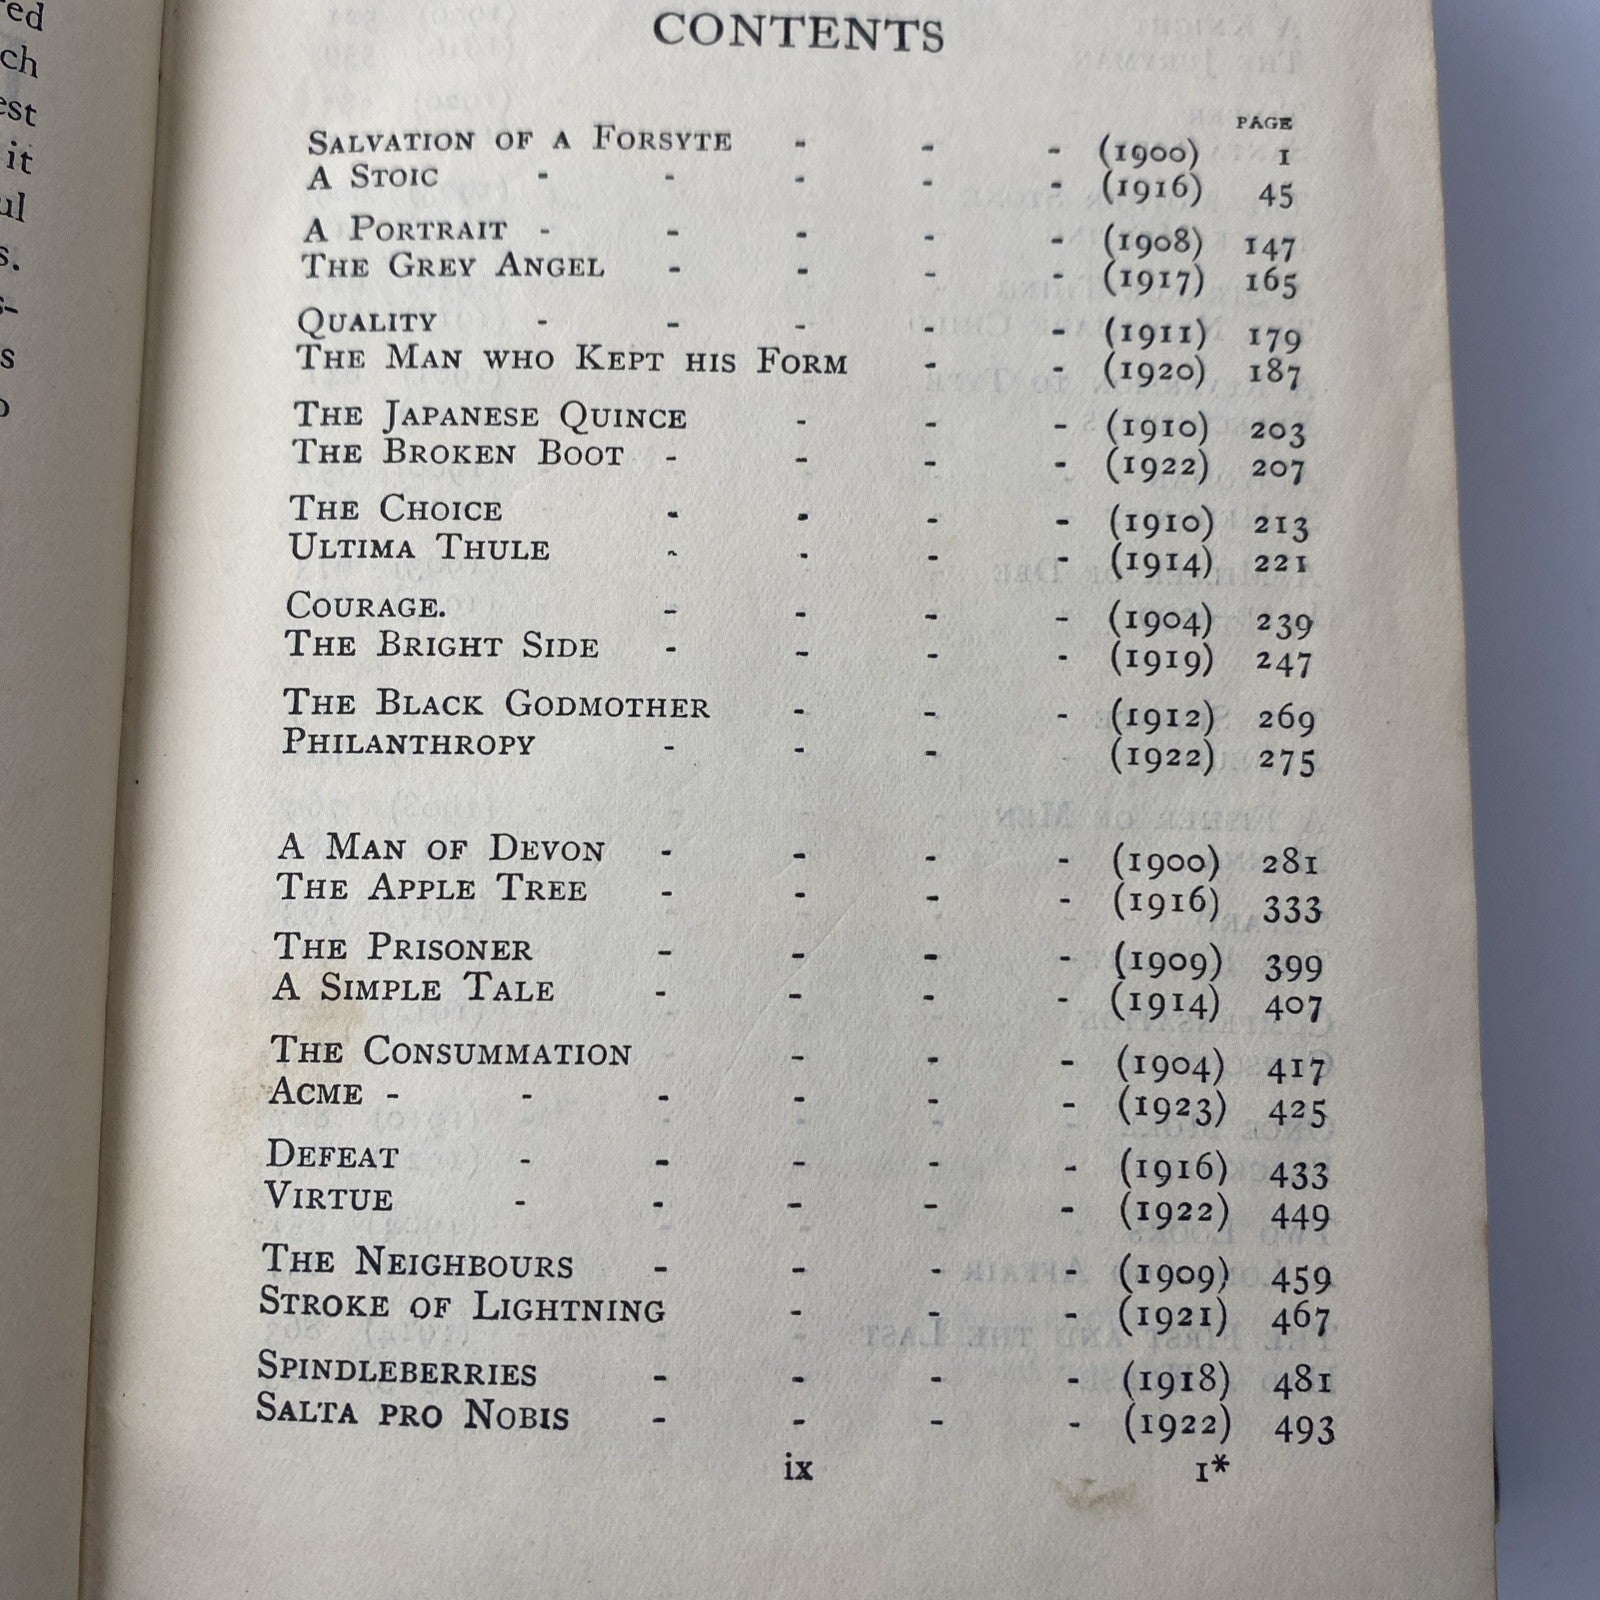 ed
ch
est
it
ul
s.
s-
s
CONTENTS
PAGE
SALVATION OF A FORSYTE - - - (1900) 1
A STOIC - - - - - (1916) 45
A PORTRAIT - - - - - (1908) 147
THE GREY ANGEL - - - - (1917) 165
QUALITY - - - - - (1911) 179
THE MAN WHO KEPT HIS FORM - - (1920) 187
THE JAPANESE QUINCE - - - (1910) 203
THE BROKEN BOOT - - - - (1922) 207
THE CHOICE - - - - (1910) 213
ULTIMA THULE - - - - (1914) 221
COURAGE. - - - - (1904) 239
THE BRIGHT SIDE - - - - (1919) 247
THE BLACK GODMOTHER - - - (1912) 269
PHILANTHROPY - - - (1922) 275
A MAN OF DEVON - - - - (1900) 281
THE APPLE TREE - - - - (1916) 333
THE PRISONER - - - - (1909) 399
A SIMPLE TALE - - - - (1914) 407
THE CONSUMMATION - - - (1904) 417
ACME - - - - - - (1923) 425
DEFEAT - - - - - (1916) 433
VIRTUE - - - - - (1922) 449
THE NEIGHBOURS - - - - (1909) 459
STROKE OF LIGHTNING - - - (1921) 467
SPINDLEBERRIES - - - - (1918) 481
SALTA PRO NOBIS - - - - (1922) 493
ix 1*